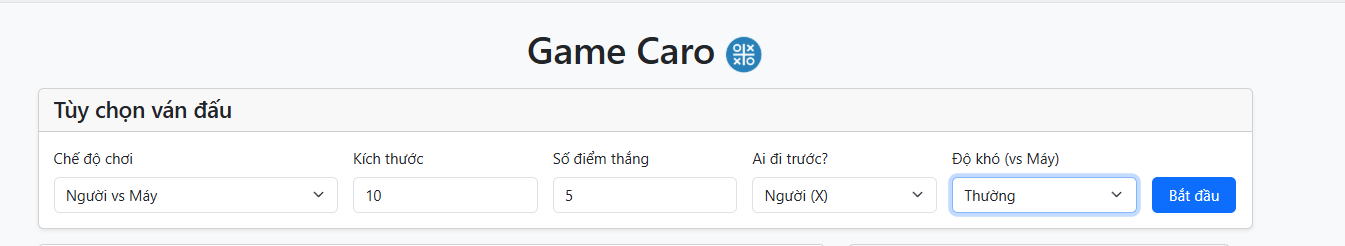 Game Caro
Tùy chọn ván đấu
Chế độ chơi
Kích thước
Số điểm thắng
Ai đi trước?
Độ khó (vs Máy)
Người vs Máy
10
5
Người (X)
Thường
Bắt đầu